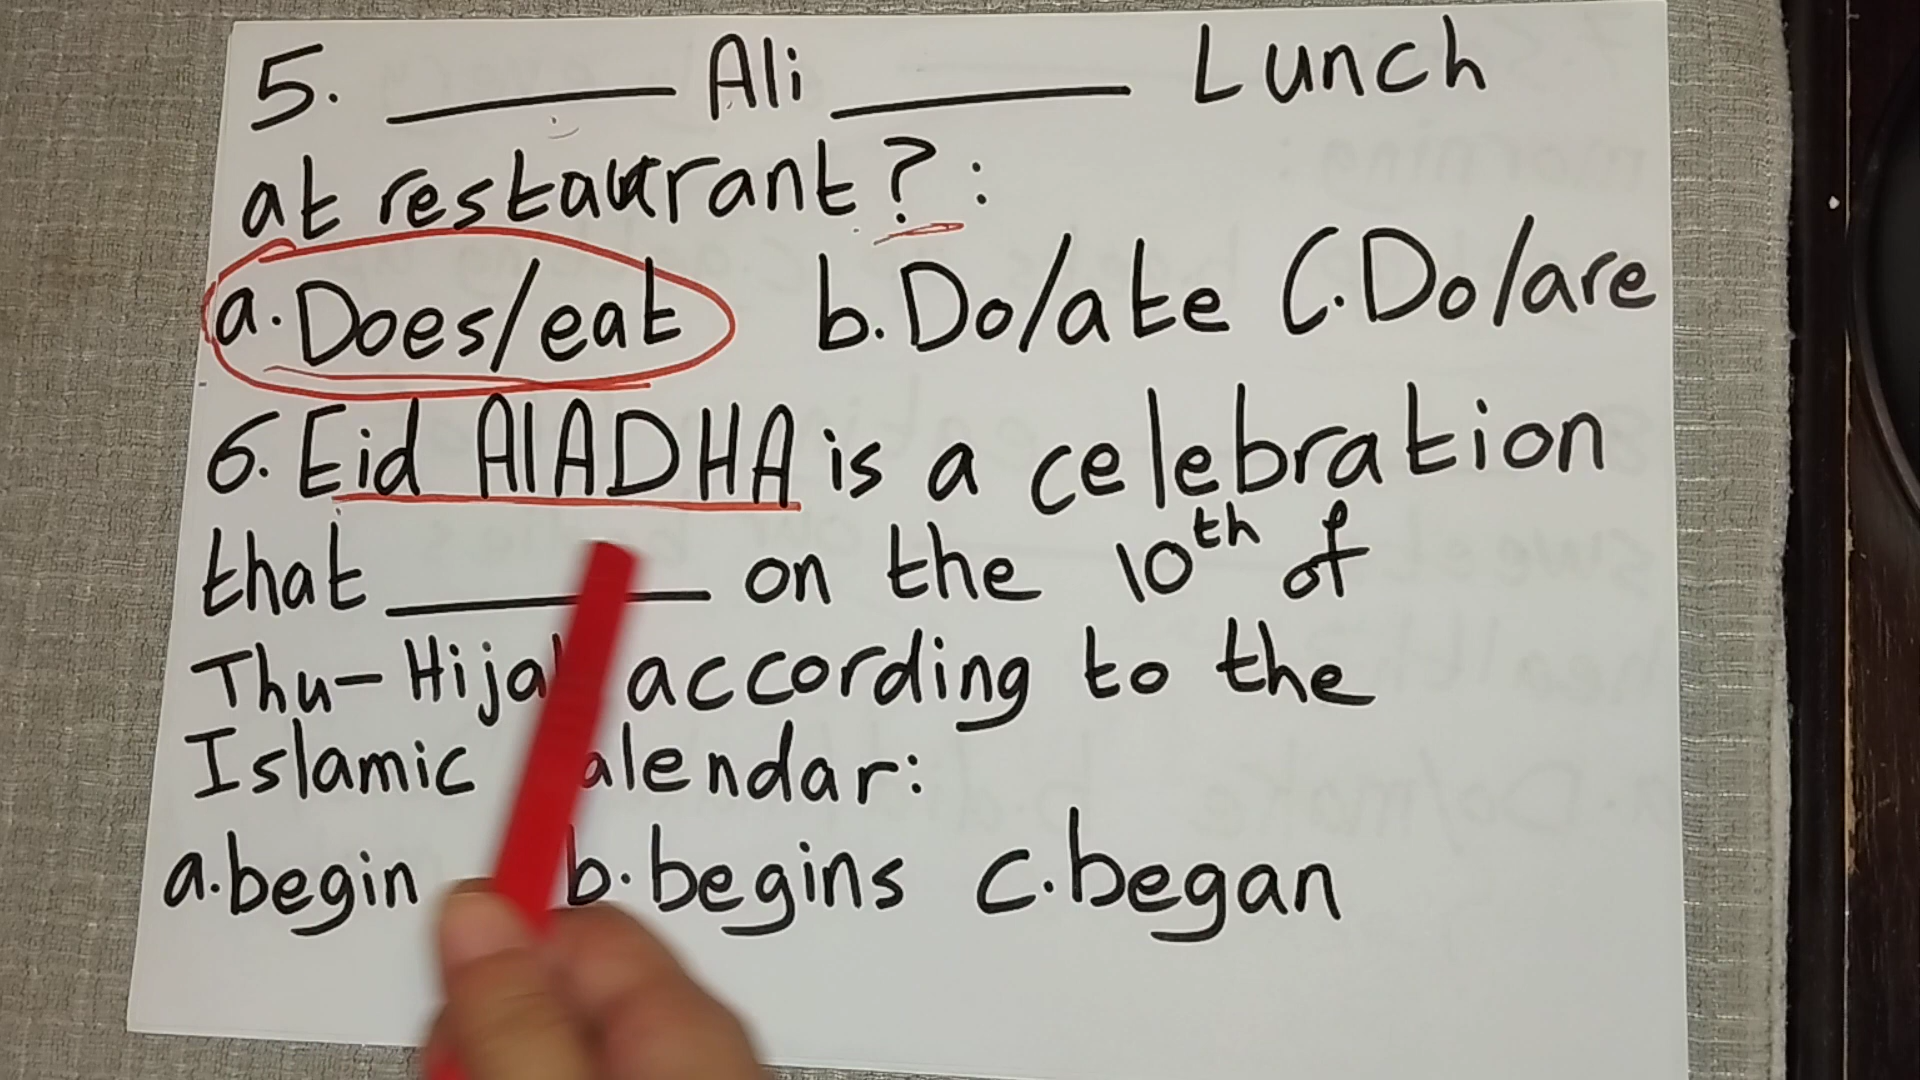 5. ______ Ali ______ Lunch
at restaurant? :
a. Does/eat b. Do/ate C. Do/are
6. Eid AlADHA is a celebration
that ______ on the 10th of
according to the
Islamic
a. begin b. begins c. began